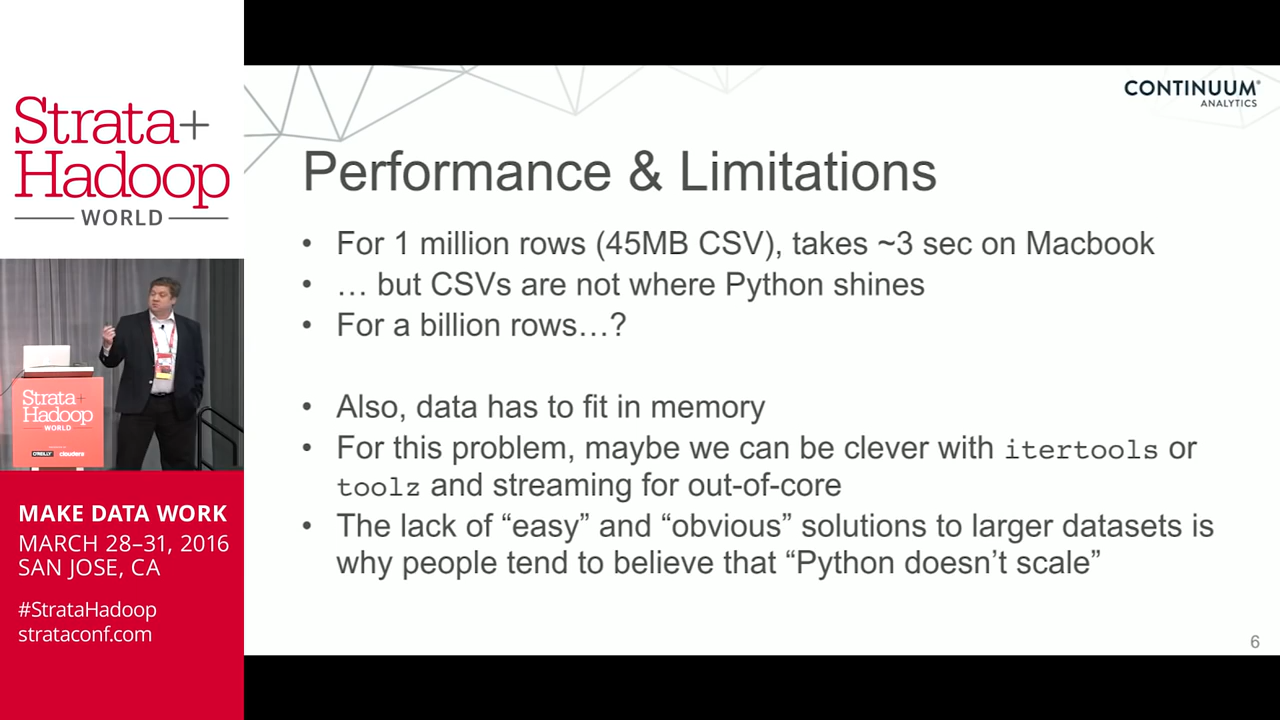 Strata+
Hadoop
WORLD
Strata+
Hadoop
WORLD
O'REILLY cloudera
MAKE DATA WORK
MARCH 28–31, 2016
SAN JOSE, CA
#StrataHadoop
strataconf.com
CONTINUUM®
ANALYTICS
Performance & Limitations
• For 1 million rows (45MB CSV), takes ~3 sec on Macbook
• … but CSVs are not where Python shines
• For a billion rows…?
• Also, data has to fit in memory
• For this problem, maybe we can be clever with itertools or
toolz and streaming for out-of-core
• The lack of “easy” and “obvious” solutions to larger datasets is
why people tend to believe that “Python doesn’t scale”
6